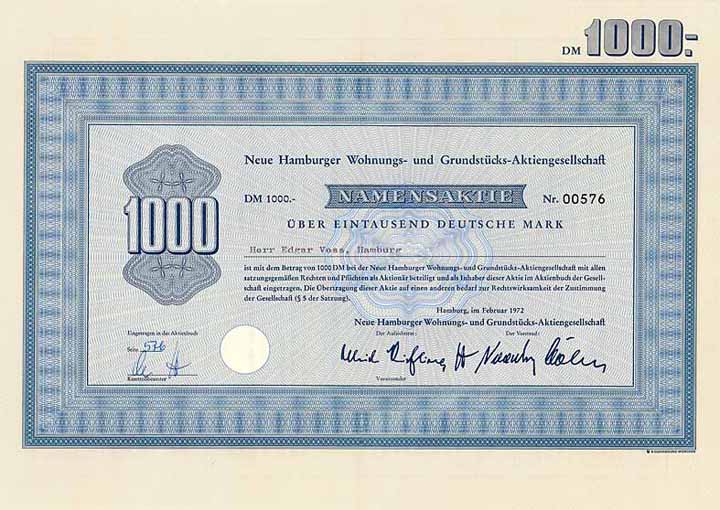 DM 1000.-
Neue Hamburger Wohnungs- und Grundstücks-Aktiengesellschaft
DM 1000.- NAMENSAKTIE Nr. 00576
1000
ÜBER EINTAUSEND DEUTSCHE MARK
Herr Edgar Voss, Hamburg
ist mit dem Betrag von 1000 DM bei der Neue Hamburger Wohnungs- und Grundstücks-Aktiengesellschaft mit allen
satzungsgemäßen Rechten und Pflichten als Aktionär beteiligt und als Inhaber dieser Aktie im Aktienbuch der Gesell-
schaft eingetragen. Die Übertragung dieser Aktie auf einen anderen bedarf zur Rechtswirksamkeit der Zustimmung
der Gesellschaft (§ 5 der Satzung).
Hamburg, im Februar 1972
Neue Hamburger Wohnungs- und Grundstücks-Aktiengesellschaft
Eingetragen in das Aktienbuch
Der Aufsichtsrat: Der Vorstand:
Seite 576
Kontrollbeamter
Vorsitzender